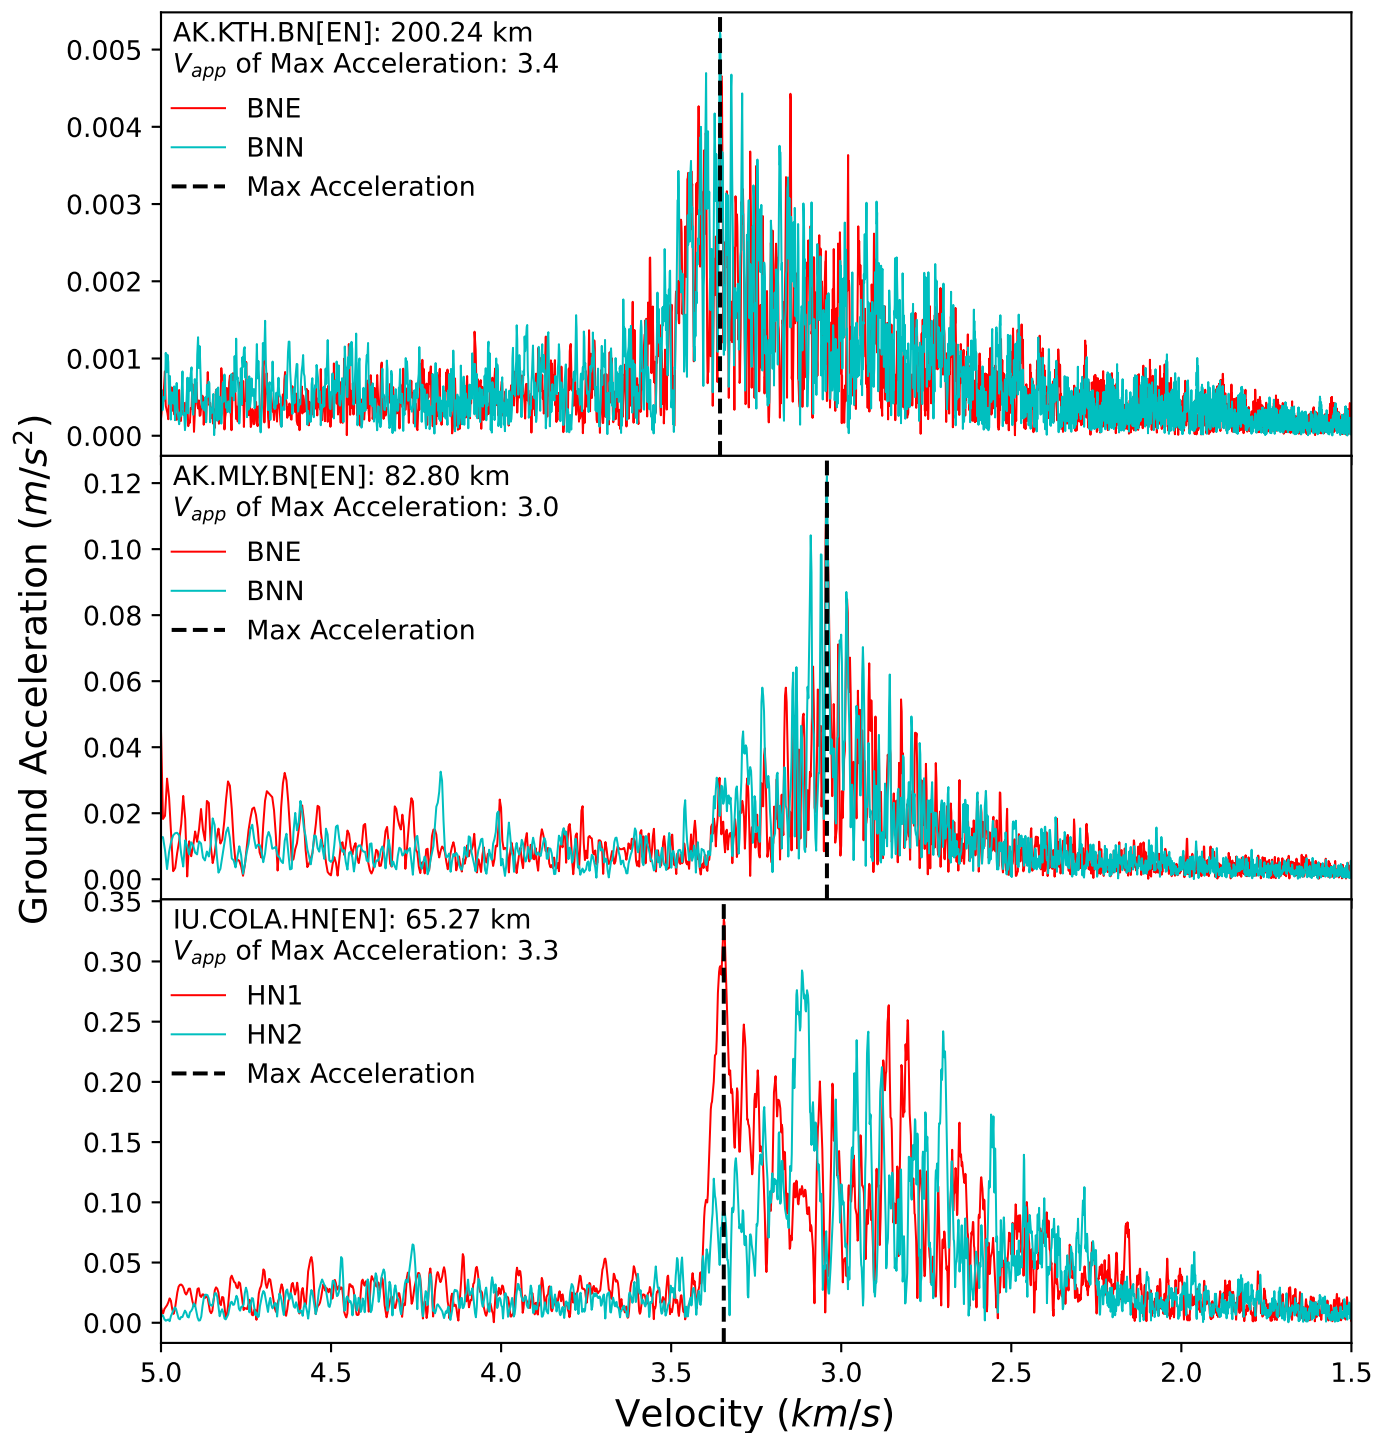 Ground Acceleration (m/s²)
AK.KTH.BN[EN]: 200.24 km
V_app of Max Acceleration: 3.4
BNE
BNN
Max Acceleration
0.005
0.004
0.003
0.002
0.001
0.000
AK.MLY.BN[EN]: 82.80 km
V_app of Max Acceleration: 3.0
BNE
BNN
Max Acceleration
0.12
0.10
0.08
0.06
0.04
0.02
0.00
IU.COLA.HN[EN]: 65.27 km
V_app of Max Acceleration: 3.3
HN1
HN2
Max Acceleration
0.35
0.30
0.25
0.20
0.15
0.10
0.05
0.00
5.0 4.5 4.0 3.5 3.0 2.5 2.0 1.5
Velocity (km/s)